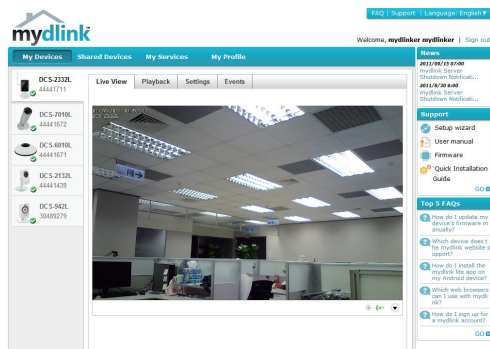 FAQ | Support | Language: English▼
mydlink
Welcome, mydlinker mydlinker | Sign out
My Devices
Shared Devices
My Services
My Profile
DCS-2332L
44441711
DCS-7010L
44441672
DCS-6010L
44441671
DCS-2132L
44441439
DCS-942L
30489279
Live View
Playback
Settings
Events
News
2011/09/15 07:00
mydlink Server
Shutdown Notificati...
2011/8/30 6:00
mydlink Server
Shutdown Notificati...
Support
Setup wizard
User manual
Firmware
Quick Installation
Guide
GO
Top 5 FAQs
How do I update my
device's firmware m
anually?
Which device does t
he mydlink website s
upport?
How do I install the
mydlink lite app on
my Android device?
Which web browsers
can I use with mydli
nk?
How do I sign up for
a mydlink account?
GO